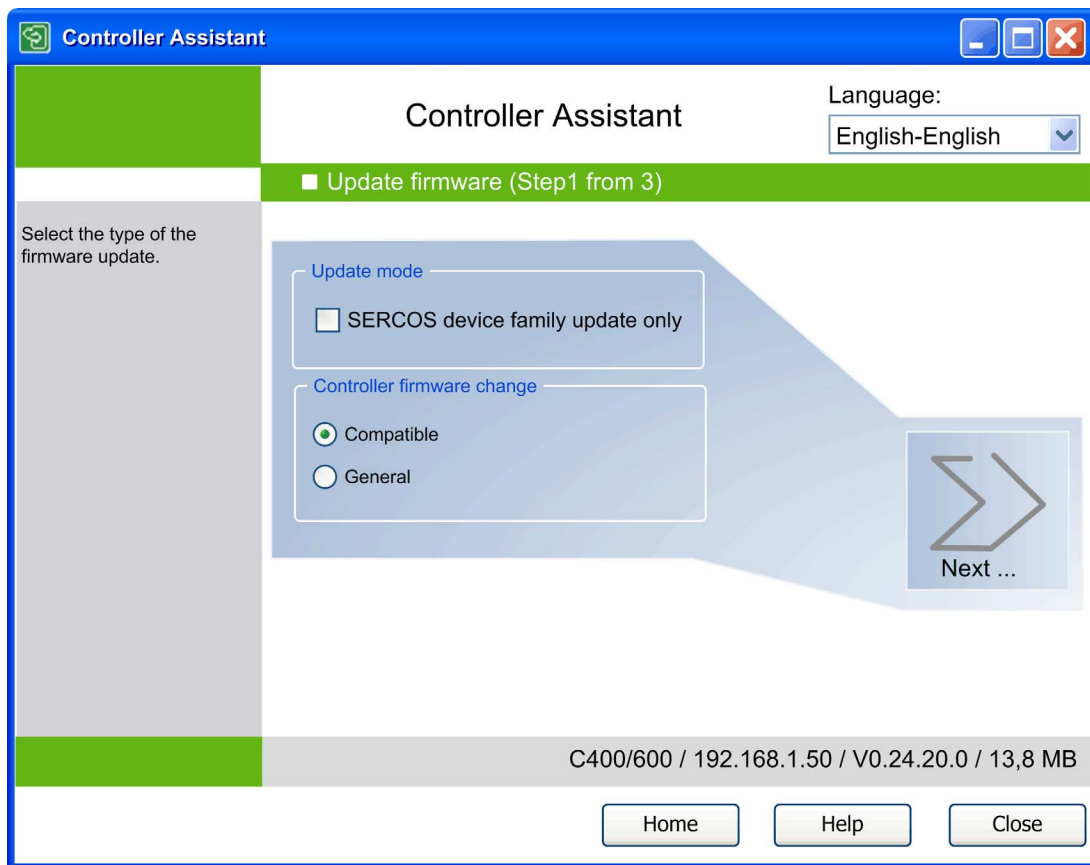 Controller Assistant
Controller Assistant
Language:
English-English
Update firmware (Step1 from 3)
Select the type of the
firmware update.
Update mode
SERCOS device family update only
Controller firmware change
Compatible
General
Next ...
C400/600 / 192.168.1.50 / V0.24.20.0 / 13,8 MB
Home
Help
Close